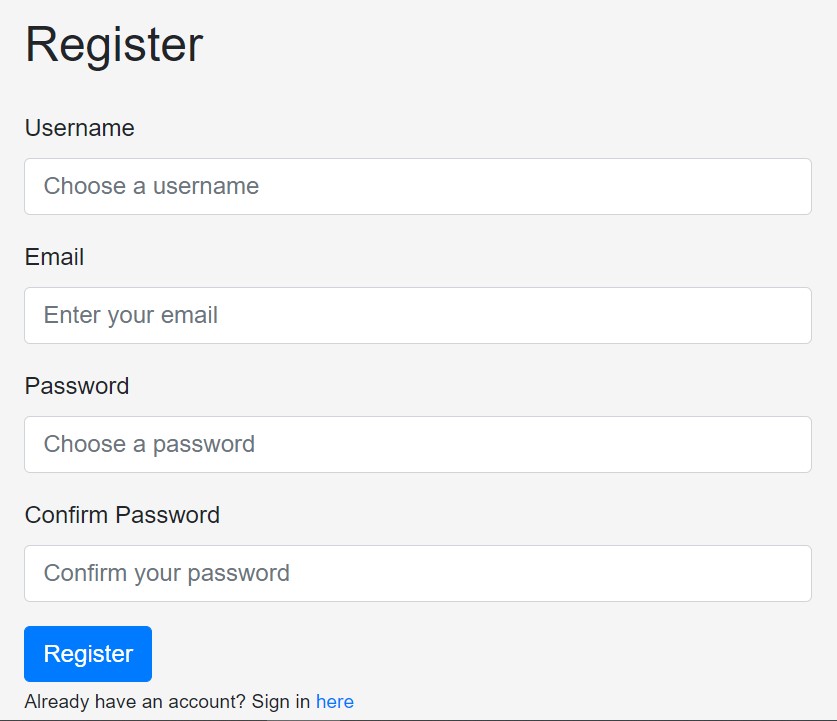 Register
Username
Choose a username
Email
Enter your email
Password
Choose a password
Confirm Password
Confirm your password
Register
Already have an account? Sign in here